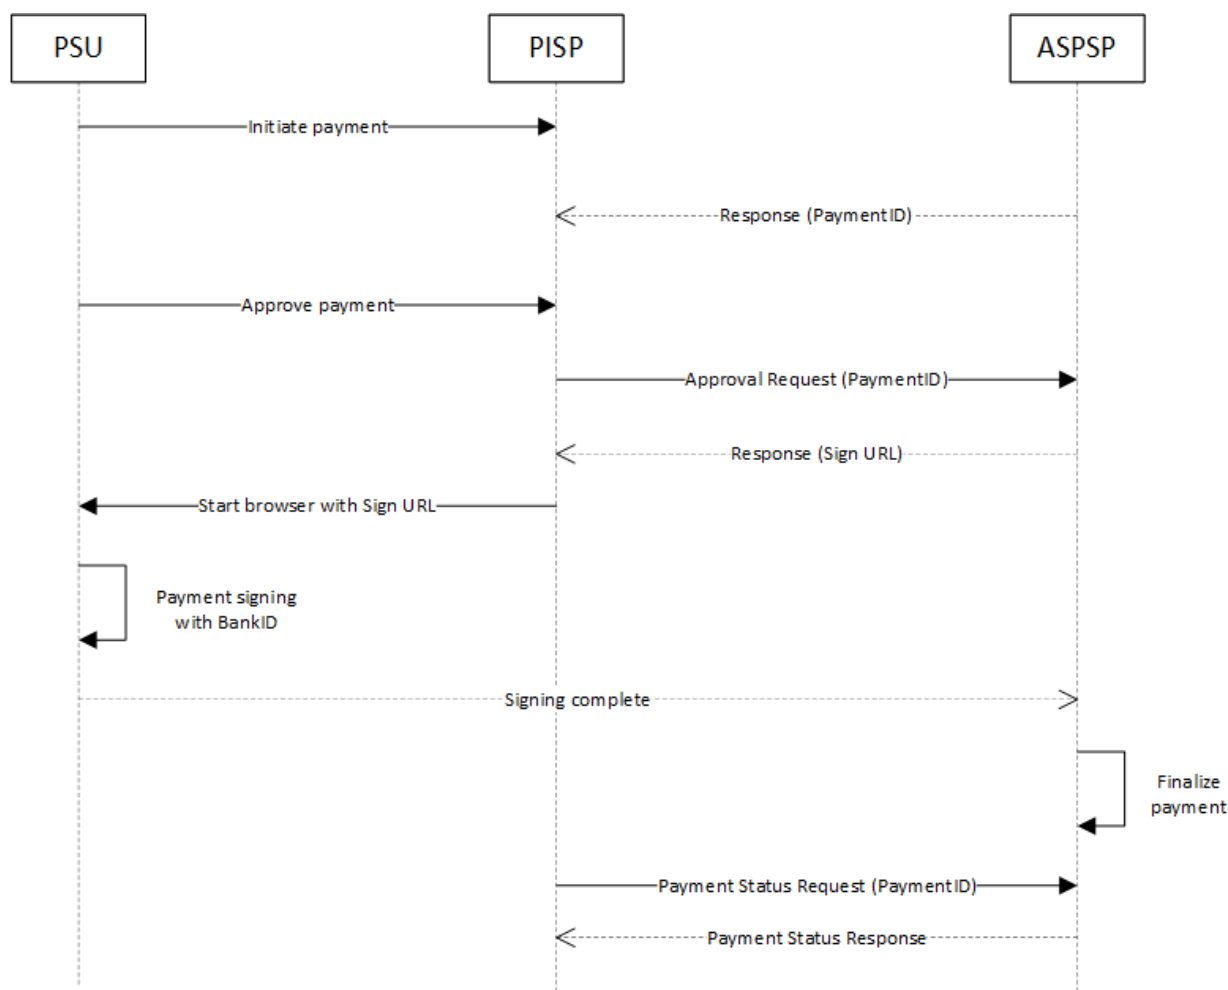 PSU
PISP
ASPSP
Initiate payment
Response (PaymentID)
Approve payment
Approval Request (PaymentID)
Response (Sign URL)
Start browser with Sign URL
Payment signing
with BankID
Signing complete
Finalize
payment
Payment Status Request (PaymentID)
Payment Status Response